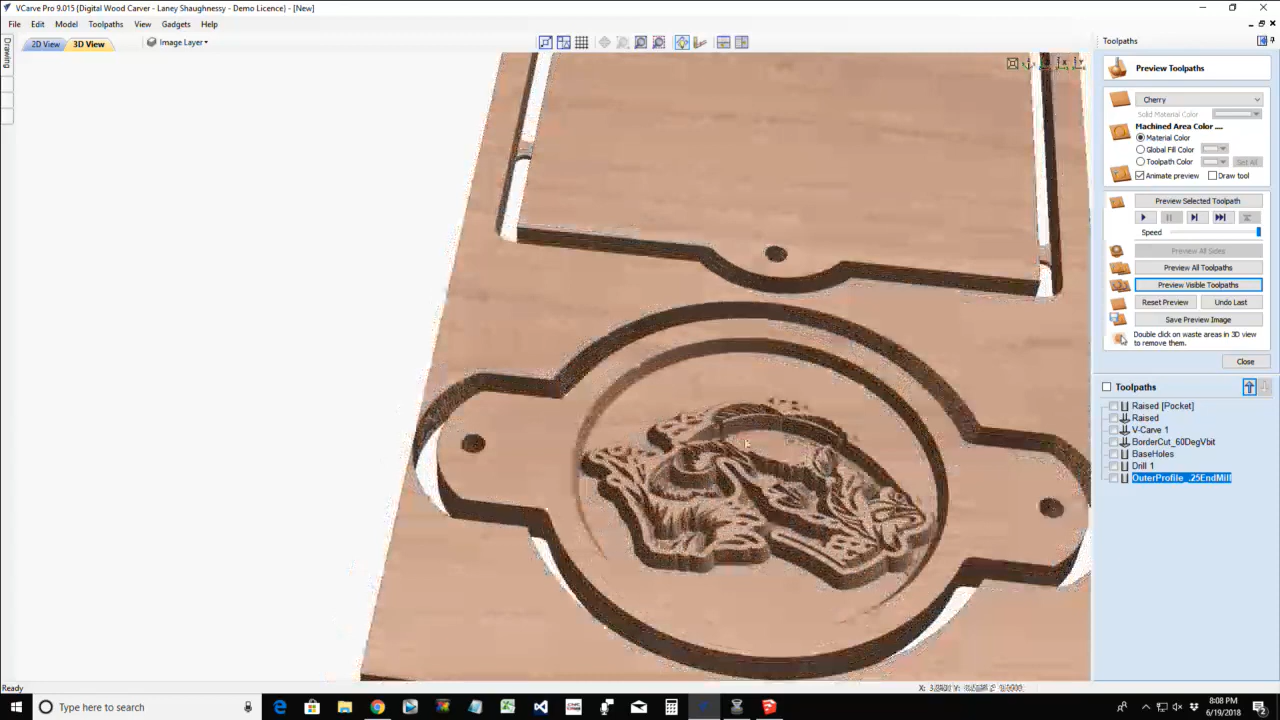 VCarve Pro 9.015 {Digital Wood Carver - Laney Shaughnessy - Demo Licence} - [New]
File Edit Model Toolpaths View Gadgets Help
2D View 3D View Image Layer
Drawing
Toolpaths
Preview Toolpaths
Cherry
Solid Material Color
Machined Area Color ....
Material Color
Global Fill Color
Toolpath Color Set All
Animate preview Draw tool
Preview Selected Toolpath
Speed
Preview All Sides
Preview All Toolpaths
Preview Visible Toolpaths
Reset Preview Undo Last
Save Preview Image
Double click on waste areas in 3D view
to remove them.
Close
Toolpaths
Raised [Pocket]
Raised
V-Carve 1
BorderCut_60DegVbit
BaseHoles
Drill 1
OuterProfile_.25EndMill
Ready
Type here to search
8:08 PM
6/19/2018
2